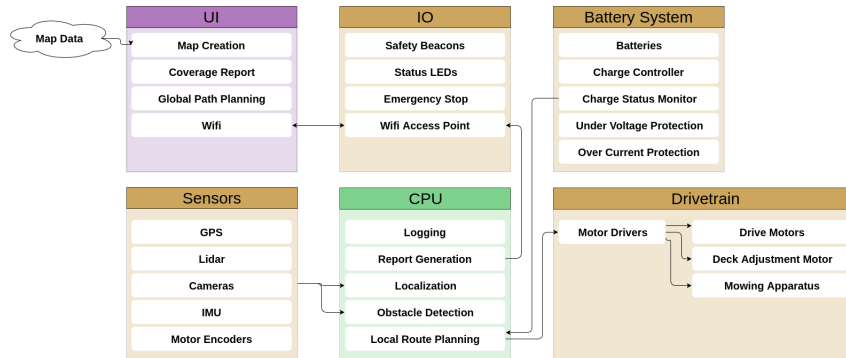 Map Data
UI
Map Creation
Coverage Report
Global Path Planning
Wifi
IO
Safety Beacons
Status LEDs
Emergency Stop
Wifi Access Point
Battery System
Batteries
Charge Controller
Charge Status Monitor
Under Voltage Protection
Over Current Protection
Sensors
GPS
Lidar
Cameras
IMU
Motor Encoders
CPU
Logging
Report Generation
Localization
Obstacle Detection
Local Route Planning
Drivetrain
Motor Drivers
Drive Motors
Deck Adjustment Motor
Mowing Apparatus